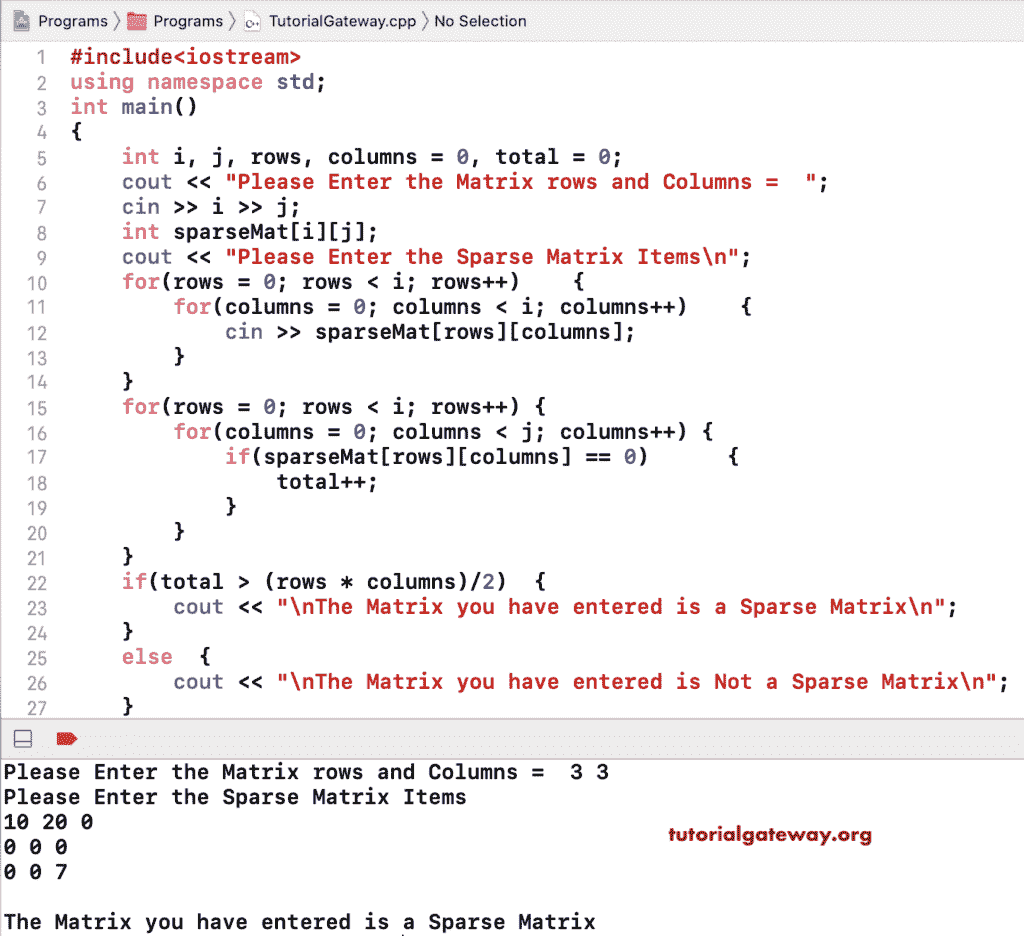 Programs 〉 Programs 〉 TutorialGateway.cpp 〉 No Selection
1 #include<iostream>
2 using namespace std;
3 int main()
4 {
5     int i, j, rows, columns = 0, total = 0;
6     cout << "Please Enter the Matrix rows and Columns =  ";
7     cin >> i >> j;
8     int sparseMat[i][j];
9     cout << "Please Enter the Sparse Matrix Items\n";
10     for(rows = 0; rows < i; rows++)    {
11         for(columns = 0; columns < i; columns++)    {
12             cin >> sparseMat[rows][columns];
13         }
14     }
15     for(rows = 0; rows < i; rows++) {
16         for(columns = 0; columns < j; columns++) {
17             if(sparseMat[rows][columns] == 0)      {
18                 total++;
19             }
20         }
21     }
22     if(total > (rows * columns)/2)  {
23         cout << "\nThe Matrix you have entered is a Sparse Matrix\n";
24     }
25     else  {
26         cout << "\nThe Matrix you have entered is Not a Sparse Matrix\n";
27     }
Please Enter the Matrix rows and Columns =  3 3
Please Enter the Sparse Matrix Items
10 20 0
tutorialgateway.org
0 0 0
0 0 7
The Matrix you have entered is a Sparse Matrix